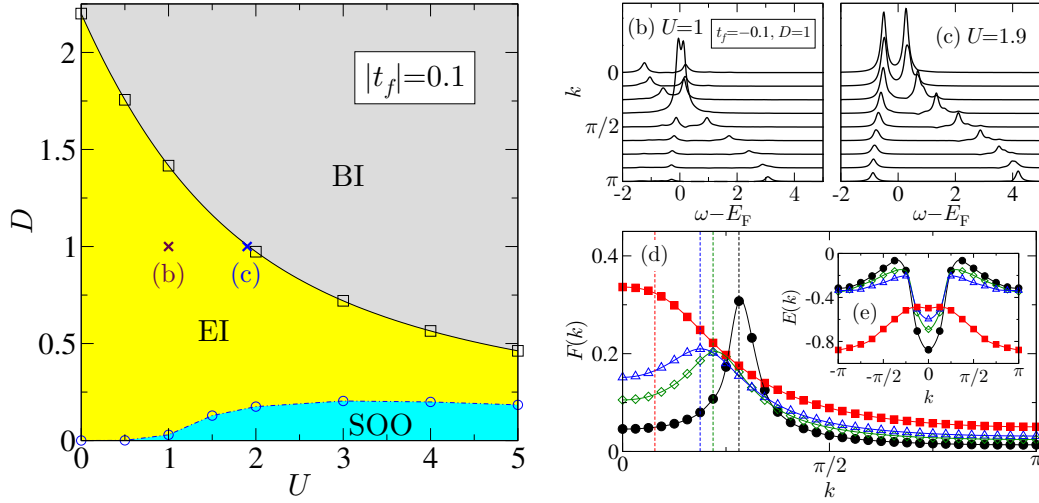 2
1.5
1
0.5
0
D
0
1
2
3
4
5
U
|t_f|=0.1
BI
EI
SOO
(b)
(c)
(b) U=1
t_f=−0.1, D=1
0
π/2
π
k
-2
0
2
4
ω−E_F
(c) U=1.9
-2
0
2
4
ω−E_F
(d)
0.4
0.2
0
F(k)
0
π/2
π
k
(e)
-0
-0.4
-0.8
E(k)
-π
-π/2
0
π/2
π
k